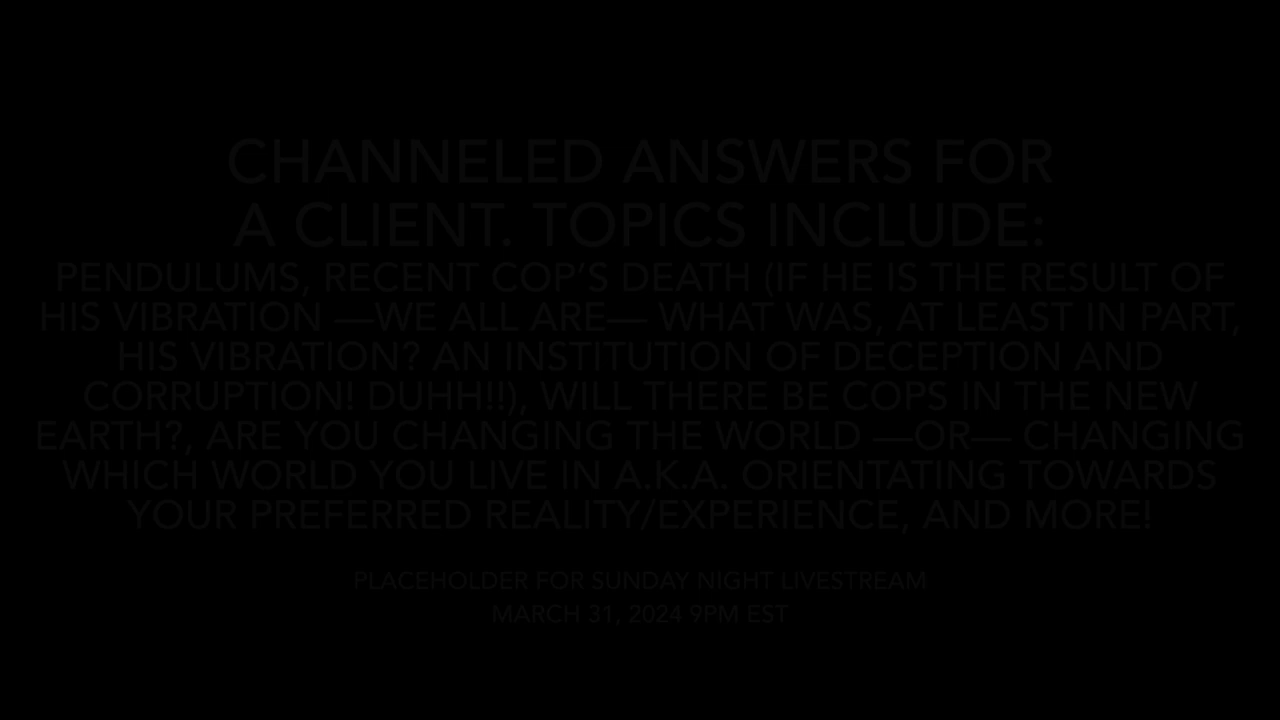 CHANNELED ANSWERS FOR
A CLIENT. TOPICS INCLUDE:
PENDULUMS, RECENT COP'S DEATH (IF HE IS THE RESULT OF
HIS VIBRATION —WE ALL ARE— WHAT WAS, AT LEAST IN PART,
HIS VIBRATION? AN INSTITUTION OF DECEPTION AND
CORRUPTION! DUHH!!), WILL THERE BE COPS IN THE NEW
EARTH?, ARE YOU CHANGING THE WORLD —OR— CHANGING
WHICH WORLD YOU LIVE IN A.K.A. ORIENTATING TOWARDS
YOUR PREFERRED REALITY/EXPERIENCE, AND MORE!
PLACEHOLDER FOR SUNDAY NIGHT LIVESTREAM
MARCH 31, 2024 9PM EST